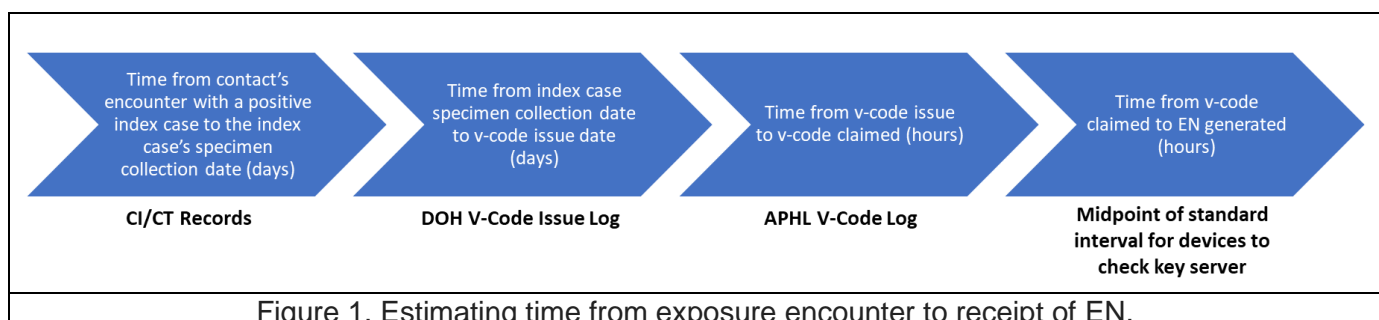 Time from contact's
encounter with a positive
index case to the index
case's specimen
collection date (days)
Time from index case
specimen collection date
to v-code issue date
(days)
Time from v-code issue
to v-code claimed (hours)
Time from v-code
claimed to EN generated
(hours)
CI/CT Records
DOH V-Code Issue Log
APHL V-Code Log
Midpoint of standard
interval for devices to
check key server
Figure 1. Estimating time from exposure encounter to receipt of EN.